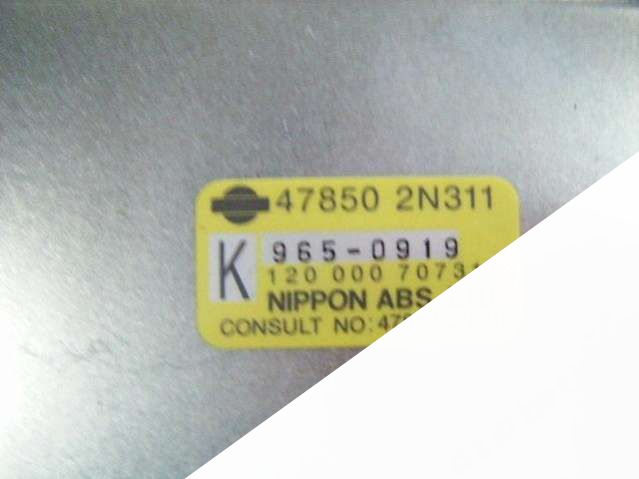 47850 2N311
K
965-0919
120 000 7073
NIPPON ABS
CONSULT NO:47